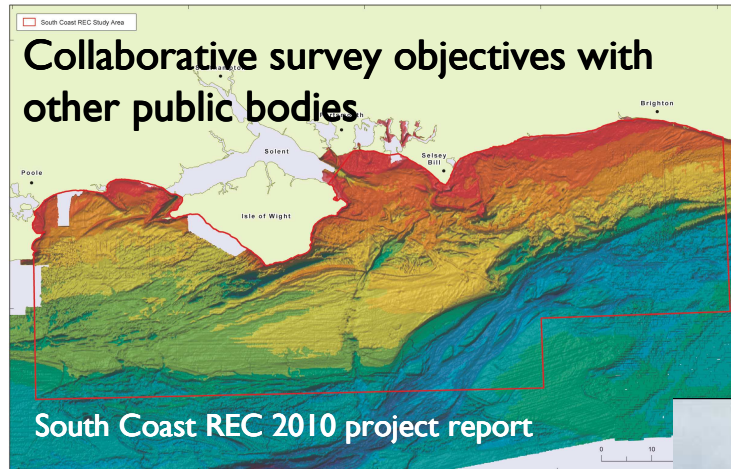 South Coast REC Study Area
Collaborative survey objectives with
other public bodies
Brighton
Solent
Selsey
Bill
Poole
Isle of Wight
South Coast REC 2010 project report
0 10